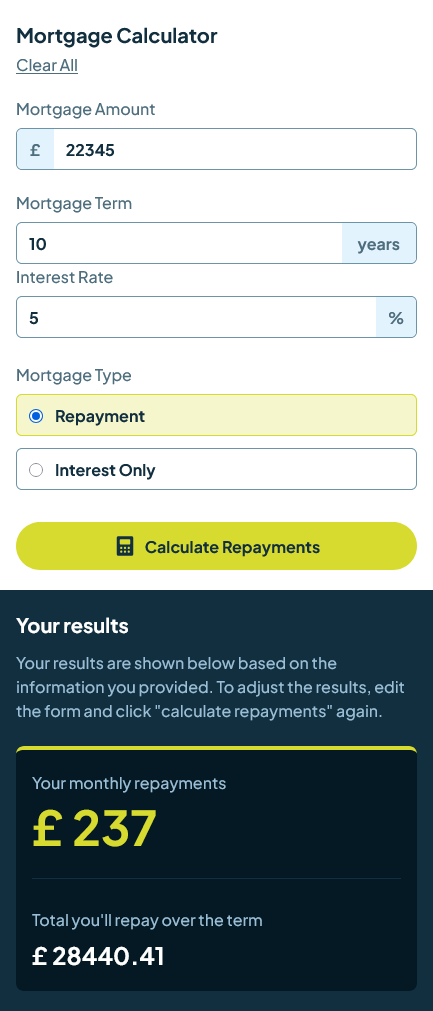 Mortgage Calculator
Clear All
Mortgage Amount
£ 22345
Mortgage Term
10 years
Interest Rate
5 %
Mortgage Type
Repayment
Interest Only
Calculate Repayments
Your results
Your results are shown below based on the
information you provided. To adjust the results, edit
the form and click "calculate repayments" again.
Your monthly repayments
£ 237
Total you'll repay over the term
£ 28440.41